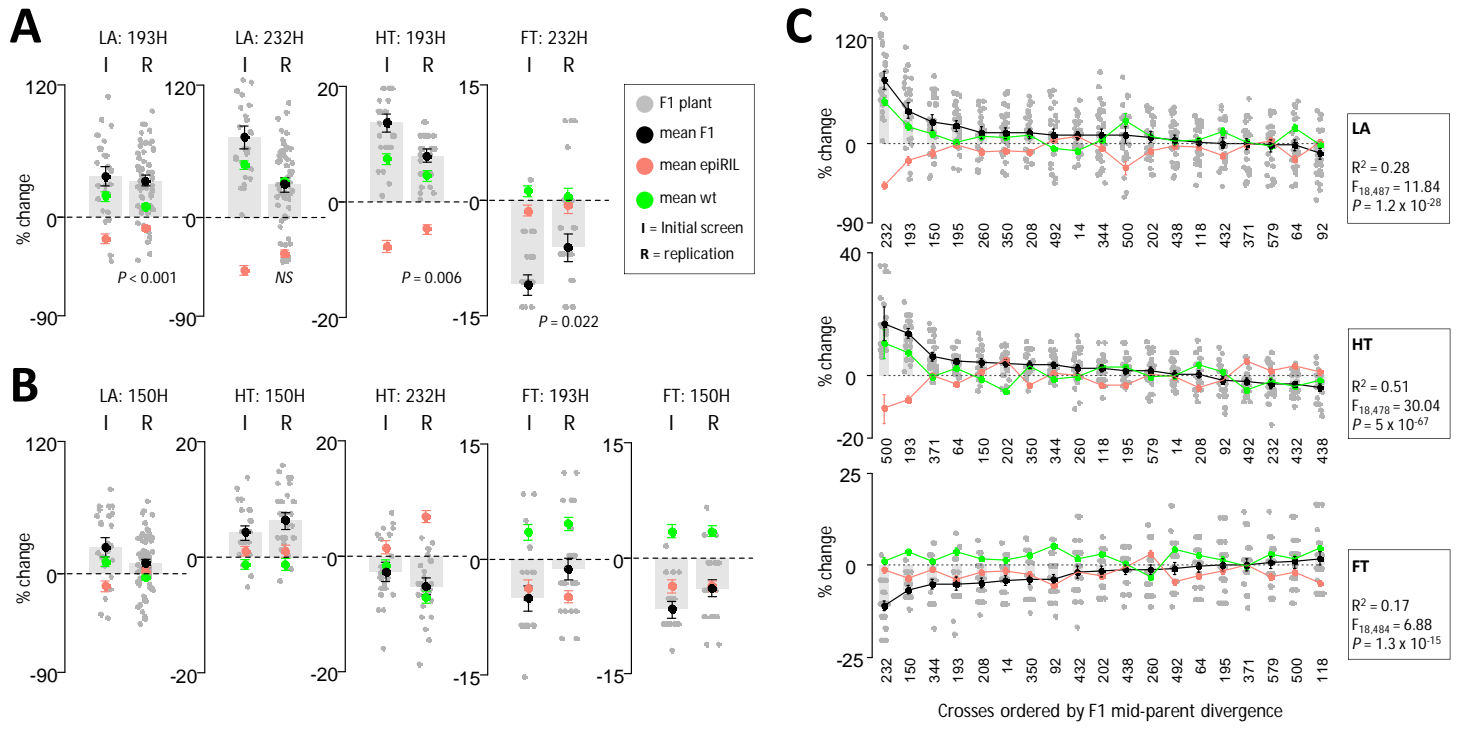 A
LA: 193H
LA: 232H
HT: 193H
FT: 232H
I R
I R
I R
I R
% change
120
0
-90
120
0
-90
20
0
-20
15
0
-15
P < 0.001
NS
P = 0.006
P = 0.022
F1 plant
mean F1
mean epiRIL
mean wt
I = Initial screen
R = replication
B
LA: 150H
HT: 150H
HT: 232H
FT: 193H
FT: 150H
I R
I R
I R
I R
I R
% change
120
0
-90
20
0
-20
20
0
-20
15
0
-15
15
0
-15
C
% change
120
0
-90
232 193 150 195 260 350 208 492 14 344 500 202 438 118 432 371 579 64 92
LA
R2 = 0.28
F18,487 = 11.84
P = 1.2 x 10-28
% change
40
0
-20
500 193 371 64 150 202 350 344 260 118 195 579 14 208 92 492 232 432 438
HT
R2 = 0.51
F18,478 = 30.04
P = 5 x 10-67
% change
25
0
-25
232 150 344 193 208 14 350 92 432 202 438 260 492 64 195 371 579 500 118
FT
R2 = 0.17
F18,484 = 6.88
P = 1.3 x 10-15
Crosses ordered by F1 mid-parent divergence